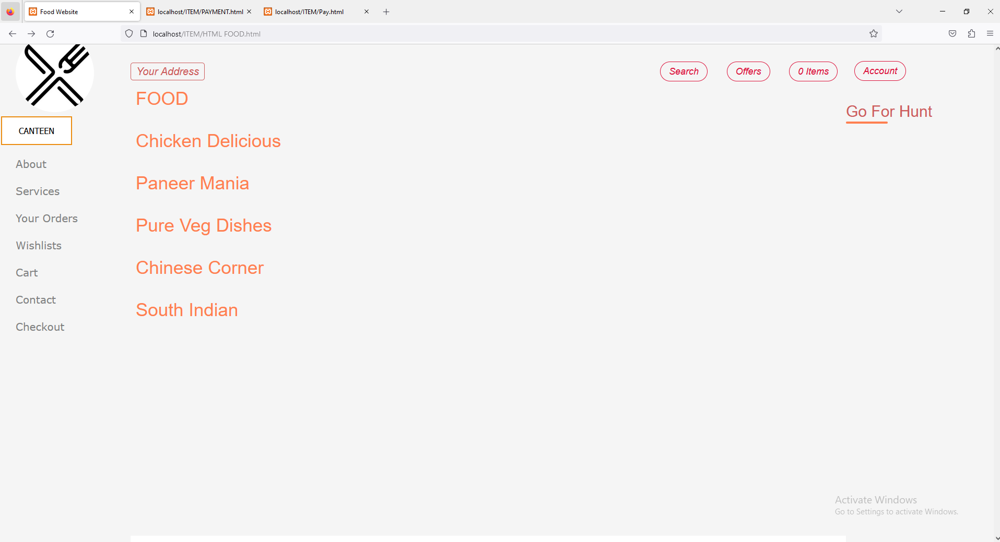 Food Website
localhost/ITEM/PAYMENT.html
localhost/ITEM/Pay.html
localhost/ITEM/HTML FOOD.html
Your Address
Search
Offers
0 Items
Account
FOOD
Go For Hunt
CANTEEN
Chicken Delicious
About
Paneer Mania
Services
Your Orders
Pure Veg Dishes
Wishlists
Chinese Corner
Cart
Contact
South Indian
Checkout
Activate Windows
Go to Settings to activate Windows.